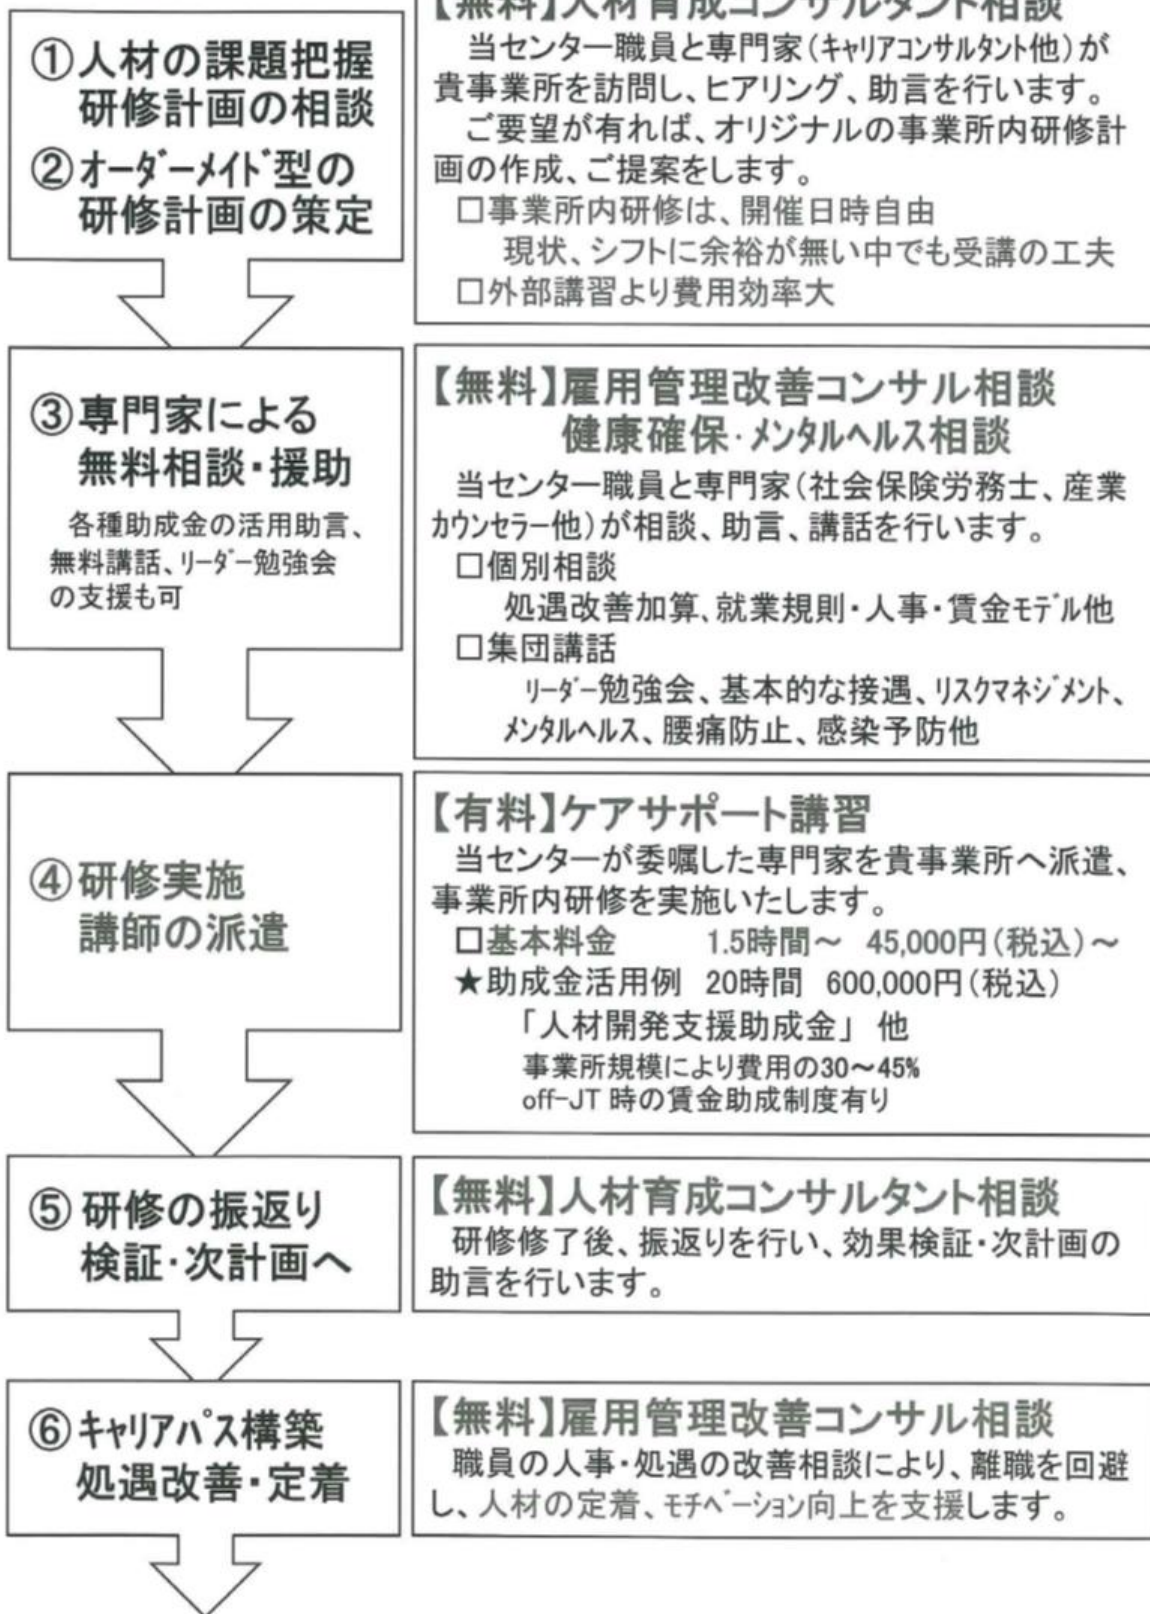 ①人材の課題把握
研修計画の相談
②オーダーメイド型の
研修計画の策定
【無料】人材育成コンサルタント相談
当センター職員と専門家(キャリアコンサルタント他)が
貴事業所を訪問し、ヒアリング、助言を行います。
ご要望が有れば、オリジナルの事業所内研修計
画の作成、ご提案をします。
□事業所内研修は、開催日時自由
現状、シフトに余裕が無い中でも受講の工夫
□外部講習より費用効率大
③専門家による
無料相談・援助
各種助成金の活用助言、
無料講話、リーダー勉強会
の支援も可
【無料】雇用管理改善コンサル相談
健康確保・メンタルヘルス相談
当センター職員と専門家(社会保険労務士、産業
カウンセラー他)が相談、助言、講話を行います。
□個別相談
処遇改善加算、就業規則・人事・賃金モデル他
□集団講話
リーダー勉強会、基本的な接遇、リスクマネジメント、
メンタルヘルス、腰痛防止、感染予防他
④研修実施
講師の派遣
【有料】ケアサポート講習
当センターが委嘱した専門家を貴事業所へ派遣、
事業所内研修を実施いたします。
□基本料金 1.5時間～ 45,000円(税込)～
★助成金活用例 20時間 600,000円(税込)
「人材開発支援助成金」 他
事業所規模により費用の30～45%
off-JT 時の賃金助成制度有り
⑤研修の振返り
検証・次計画へ
【無料】人材育成コンサルタント相談
研修修了後、振返りを行い、効果検証・次計画の
助言を行います。
⑥キャリアパス構築
処遇改善・定着
【無料】雇用管理改善コンサル相談
職員の人事・処遇の改善相談により、離職を回避
し、人材の定着、モチベーション向上を支援します。